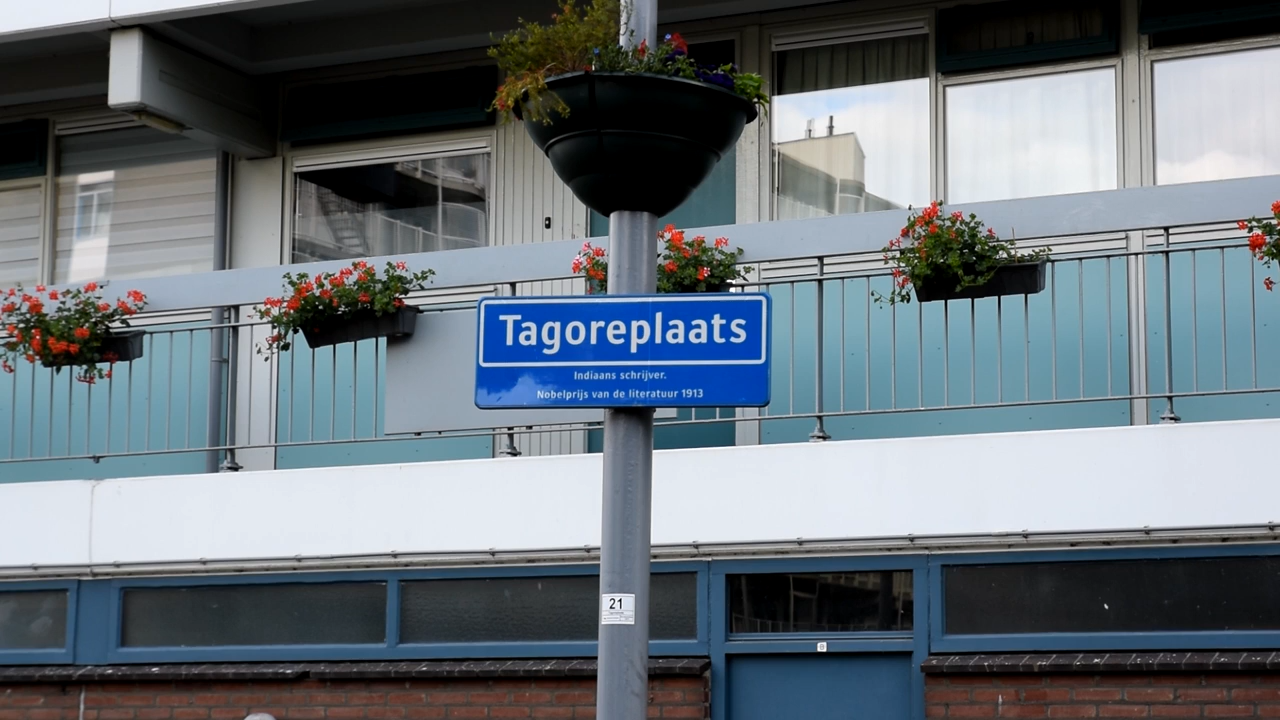 Tagoreplaats
Indiaans schrijver.
Nobelprijs van de literatuur 1913
21